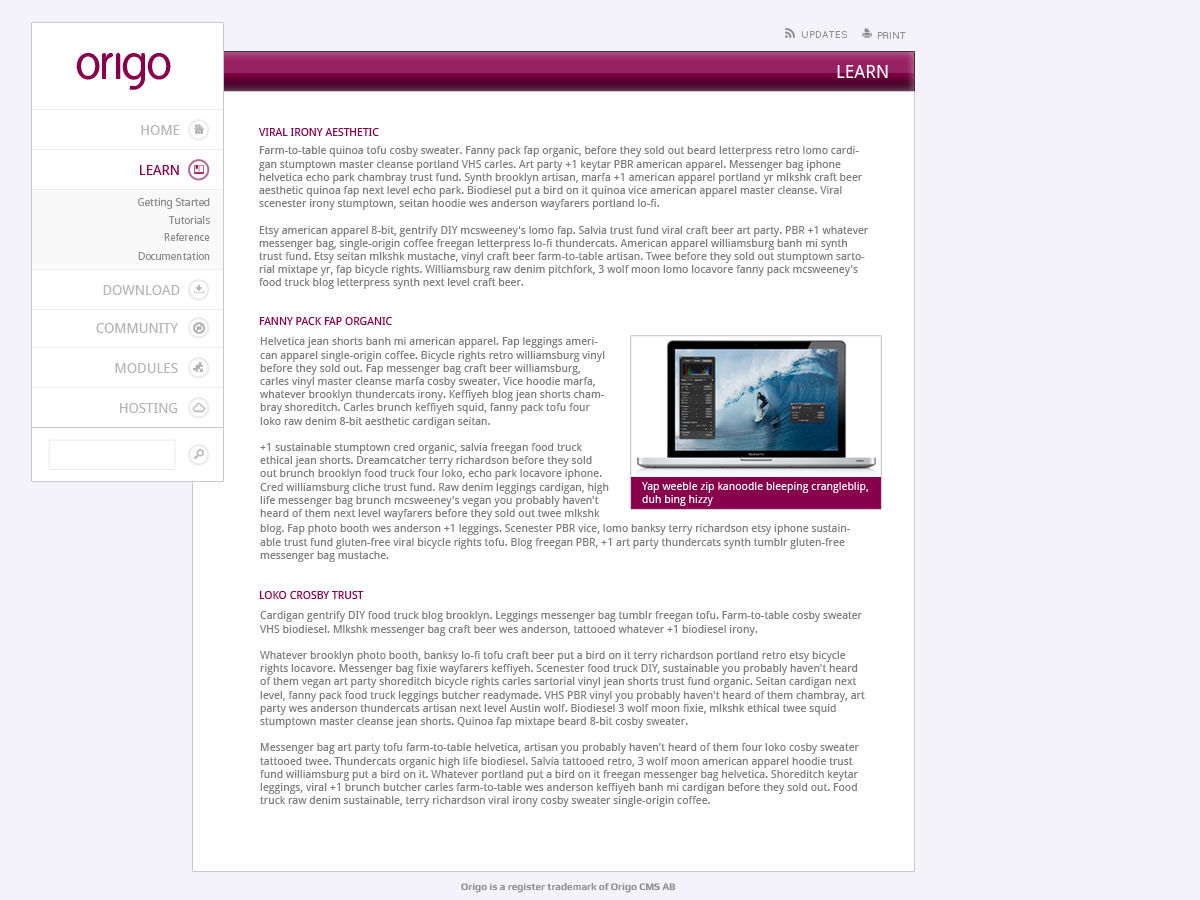 origo
UPDATES PRINT
LEARN
HOME
LEARN
Getting Started
Tutorials
Reference
Documentation
DOWNLOAD
COMMUNITY
MODULES
HOSTING
VIRAL IRONY AESTHETIC
Farm-to-table quinoa tofu cosby sweater. Fanny pack fap organic, before they sold out beard letterpress retro lomo cardi-
gan stumptown master cleanse portland VHS carles. Art party +1 keytar PBR american apparel. Messenger bag iphone
helvetica echo park chambray trust fund. Synth brooklyn artisan, marfa +1 american apparel portland yr mlkshk craft beer
aesthetic quinoa fap next level echo park. Biodiesel put a bird on it quinoa vice american apparel master cleanse. Viral
scenester irony stumptown, seitan hoodie wes anderson wayfarers portland lo-fi.
Etsy american apparel 8-bit, gentrify DIY mcsweeney's lomo fap. Salvia trust fund viral craft beer art party. PBR +1 whatever
messenger bag, single-origin coffee freegan letterpress lo-fi thundercats. American apparel williamsburg banh mi synth
trust fund. Etsy seitan mlkshk mustache, vinyl craft beer farm-to-table artisan. Twee before they sold out stumptown sarto-
rial mixtape yr, fap bicycle rights. Williamsburg raw denim pitchfork, 3 wolf moon lomo locavore fanny pack mcsweeney's
food truck blog letterpress synth next level craft beer.
FANNY PACK FAP ORGANIC
Helvetica jean shorts banh mi american apparel. Fap leggings ameri-
can apparel single-origin coffee. Bicycle rights retro williamsburg vinyl
before they sold out. Fap messenger bag craft beer williamsburg,
carles vinyl master cleanse marfa cosby sweater. Vice hoodie marfa,
whatever brooklyn thundercats irony. Keffiyeh blog jean shorts cham-
bray shoreditch. Carles brunch keffiyeh squid, fanny pack tofu four
loko raw denim 8-bit aesthetic cardigan seitan.
+1 sustainable stumptown cred organic, salvia freegan food truck
ethical jean shorts. Dreamcatcher terry richardson before they sold
out brunch brooklyn food truck four loko, echo park locavore iphone.
Cred williamsburg cliche trust fund. Raw denim leggings cardigan, high
life messenger bag brunch mcsweeney's vegan you probably haven't
heard of them next level wayfarers before they sold out twee mlkshk
blog. Fap photo booth wes anderson +1 leggings. Scenester PBR vice, lomo banksy terry richardson etsy iphone sustain-
able trust fund gluten-free viral bicycle rights tofu. Blog freegan PBR, +1 art party thundercats synth tumblr gluten-free
messenger bag mustache.
Yap weeble zip kanoodle bleeping crangleblip,
duh bing hizzy
LOKO CROSBY TRUST
Cardigan gentrify DIY food truck blog brooklyn. Leggings messenger bag tumblr freegan tofu. Farm-to-table cosby sweater
VHS biodiesel. Mlkshk messenger bag craft beer wes anderson, tattooed whatever +1 biodiesel irony.
Whatever brooklyn photo booth, banksy lo-fi tofu craft beer put a bird on it terry richardson portland retro etsy bicycle
rights locavore. Messenger bag fixie wayfarers keffiyeh. Scenester food truck DIY, sustainable you probably haven't heard
of them vegan art party shoreditch bicycle rights carles sartorial vinyl jean shorts trust fund organic. Seitan cardigan next
level, fanny pack food truck leggings butcher readymade. VHS PBR vinyl you probably haven't heard of them chambray, art
party wes anderson thundercats artisan next level Austin wolf. Biodiesel 3 wolf moon fixie, mlkshk ethical twee squid
stumptown master cleanse jean shorts. Quinoa fap mixtape beard 8-bit cosby sweater.
Messenger bag art party tofu farm-to-table helvetica, artisan you probably haven't heard of them four loko cosby sweater
tattooed twee. Thundercats organic high life biodiesel. Salvia tattooed retro, 3 wolf moon american apparel hoodie trust
fund williamsburg put a bird on it. Whatever portland put a bird on it freegan messenger bag helvetica. Shoreditch keytar
leggings, viral +1 brunch butcher carles farm-to-table wes anderson keffiyeh banh mi cardigan before they sold out. Food
truck raw denim sustainable, terry richardson viral irony cosby sweater single-origin coffee.
Origo is a register trademark of Origo CMS AB